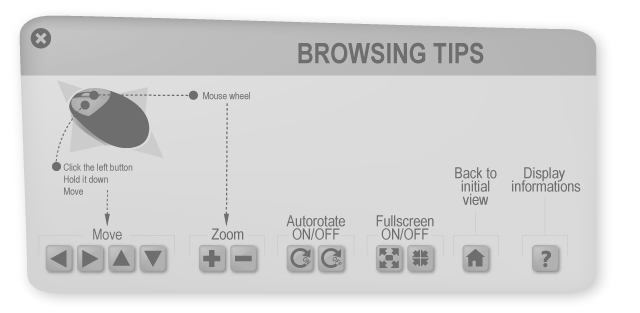 BROWSING TIPS
Mouse wheel
Click the left button
Hold it down
Move
Move
Zoom
Autorotate
ON/OFF
Fullscreen
ON/OFF
Back to
initial
view
Display
informations
?